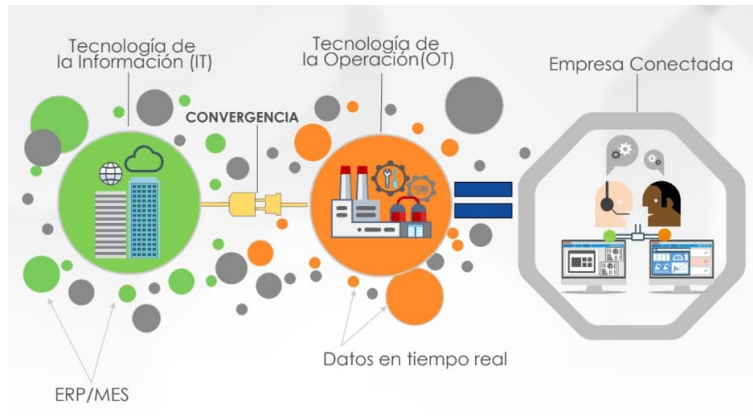 Tecnología de
la Información (IT)
Tecnología de
la Operación(OT)
Empresa Conectada
CONVERGENCIA
Datos en tiempo real
ERP/MES